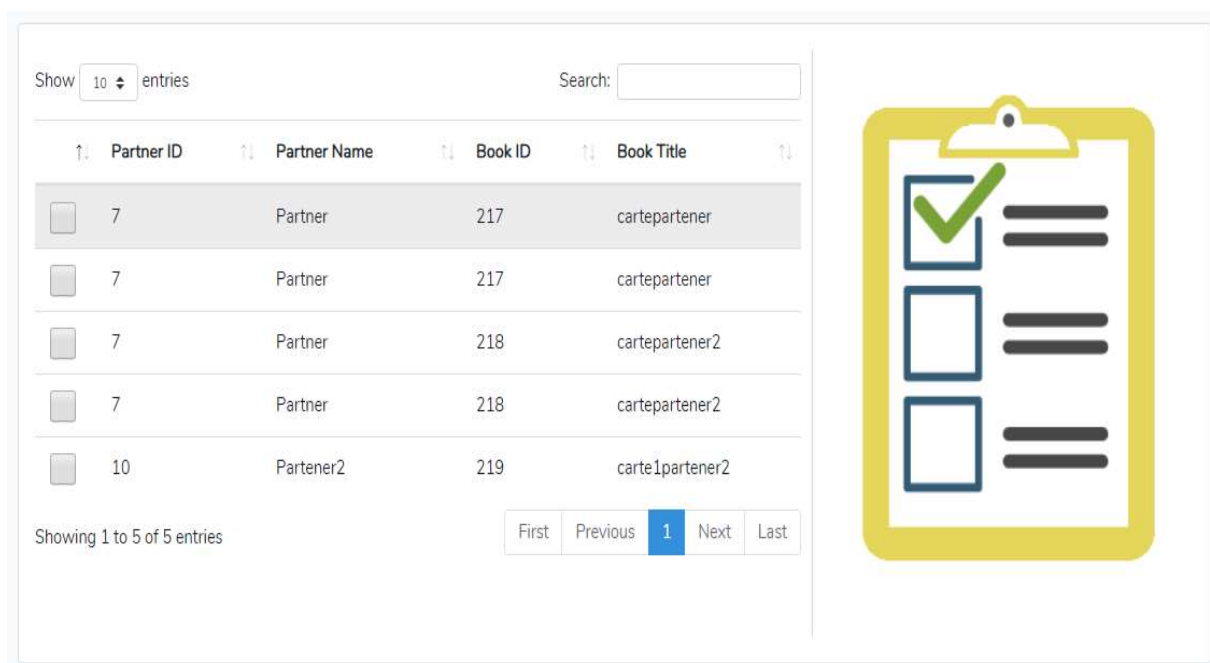 Show 10 entries Search:
Partner ID Partner Name Book ID Book Title
7 Partner 217 cartepartener
7 Partner 217 cartepartener
7 Partner 218 cartepartener2
7 Partner 218 cartepartener2
10 Partener2 219 carte1partener2
Showing 1 to 5 of 5 entries First Previous 1 Next Last